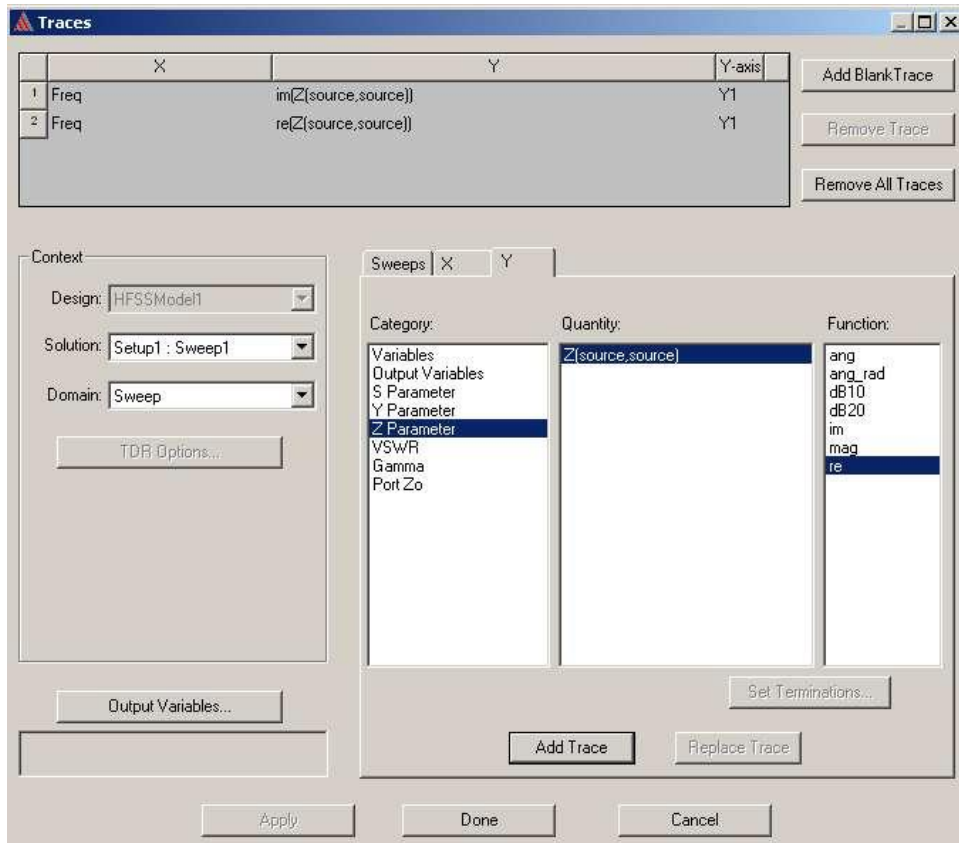 Traces
X Y Y-axis
1 Freq im(Z(source,source)) Y1
2 Freq re(Z(source,source)) Y1
Add BlankTrace
Remove Trace
Remove All Traces
Context
Design: HFSSModel1
Solution: Setup1 : Sweep1
Domain: Sweep
TDR Options...
Output Variables...
Sweeps X Y
Category:
Variables
Output Variables
S Parameter
Y Parameter
Z Parameter
VSWR
Gamma
Port Zo
Quantity:
Z(source,source)
Function:
ang
ang_rad
dB10
dB20
im
mag
re
Set Terminations...
Add Trace
Replace Trace
Apply
Done
Cancel